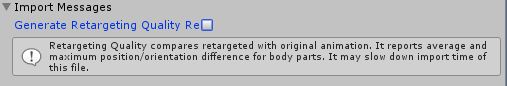 Import Messages
Generate Retargeting Quality Re
Retargeting Quality compares retargeted with original animation. It reports average and
maximum position/orientation difference for body parts. It may slow down import time of
this file.